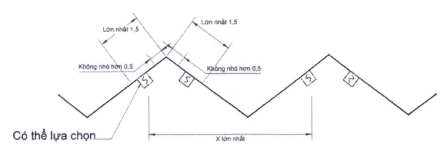 Lớn nhất 1,5
Lớn nhất 1,5
Không nhỏ hơn 0,5
Không nhỏ hơn 0,5
S
S
S
S
Có thể lựa chọn
X lớn nhất